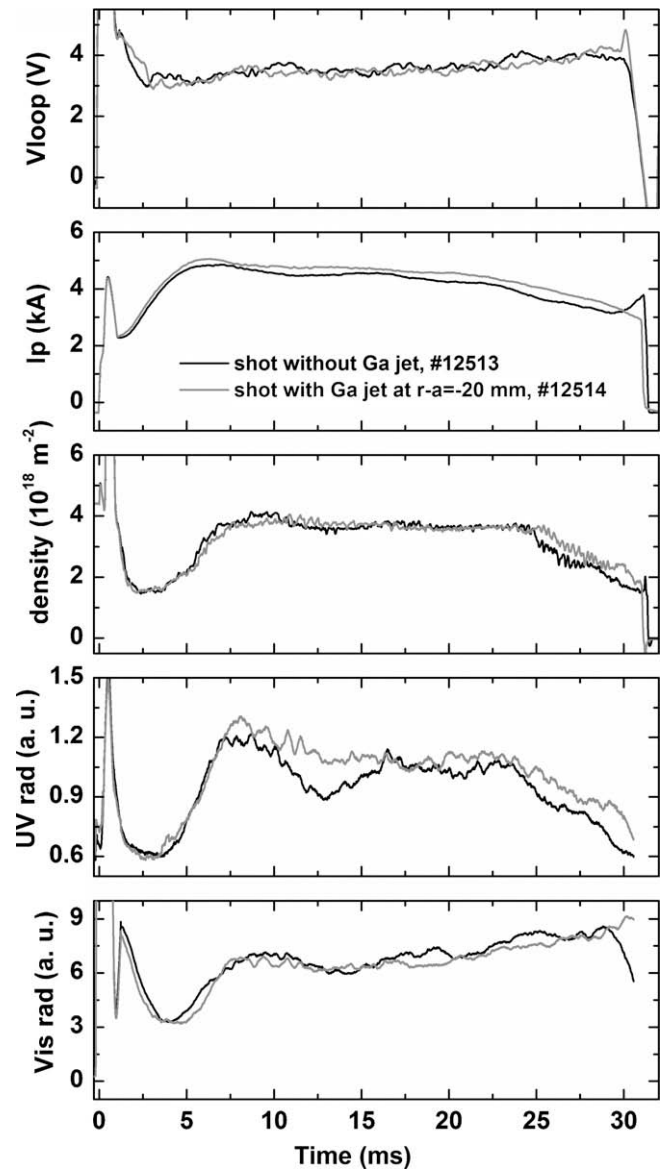 Vloop (V)
4
2
0
Ip (kA)
6
4
2
0
shot without Ga jet, #12513
shot with Ga jet at r-a=-20 mm, #12514
density (10¹⁸ m⁻²)
6
4
2
0
UV rad (a. u.)
1.5
1.2
0.9
0.6
Vis rad (a. u.)
9
6
3
0
0 5 10 15 20 25 30
Time (ms)